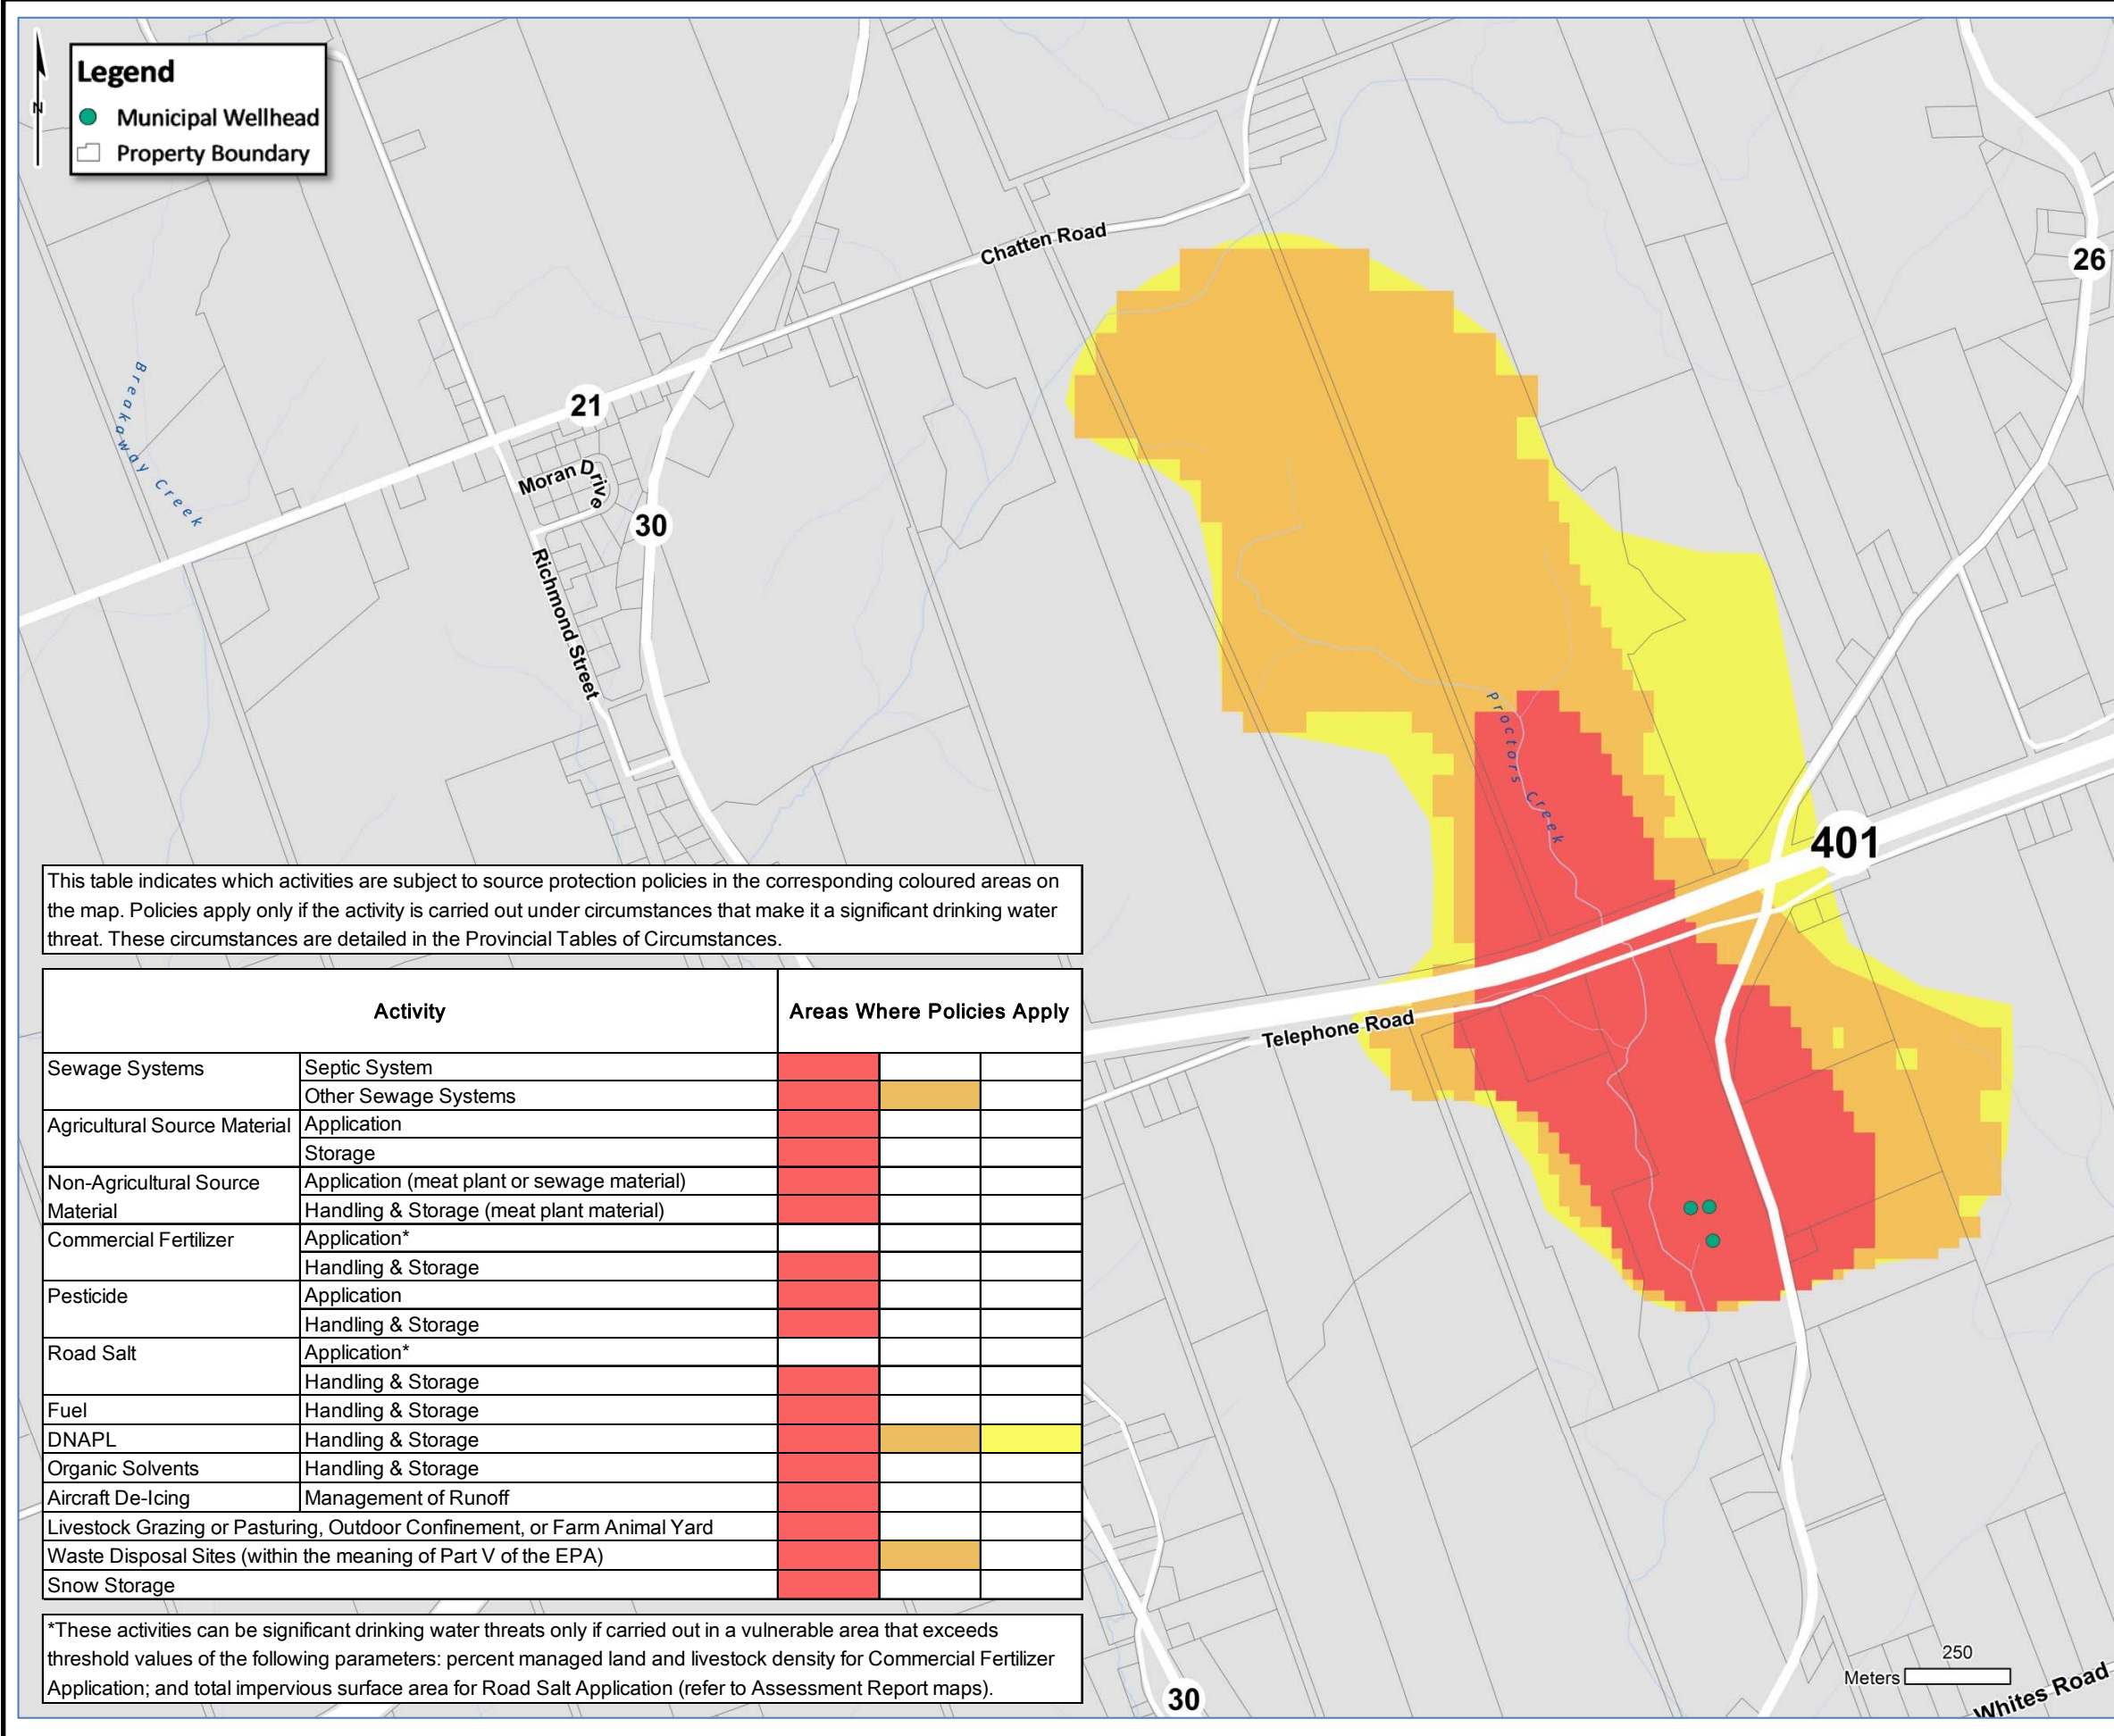 N
Legend
Municipal Wellhead
Property Boundary
Chatten Road
26
21
Moran Drive
30
Breakaway Creek
Richmond Street
Proctors Creek
401
Telephone Road
This table indicates which activities are subject to source protection policies in the corresponding coloured areas on
the map. Policies apply only if the activity is carried out under circumstances that make it a significant drinking water
threat. These circumstances are detailed in the Provincial Tables of Circumstances.
Activity Areas Where Policies Apply
Sewage Systems Septic System
Other Sewage Systems
Agricultural Source Material Application
Storage
Non-Agricultural Source Application (meat plant or sewage material)
Material Handling & Storage (meat plant material)
Commercial Fertilizer Application*
Handling & Storage
Pesticide Application
Handling & Storage
Road Salt Application*
Handling & Storage
Fuel Handling & Storage
DNAPL Handling & Storage
Organic Solvents Handling & Storage
Aircraft De-Icing Management of Runoff
Livestock Grazing or Pasturing, Outdoor Confinement, or Farm Animal Yard
Waste Disposal Sites (within the meaning of Part V of the EPA)
Snow Storage
*These activities can be significant drinking water threats only if carried out in a vulnerable area that exceeds
threshold values of the following parameters: percent managed land and livestock density for Commercial Fertilizer
Application; and total impervious surface area for Road Salt Application (refer to Assessment Report maps).
30
250
Meters
Whites Road